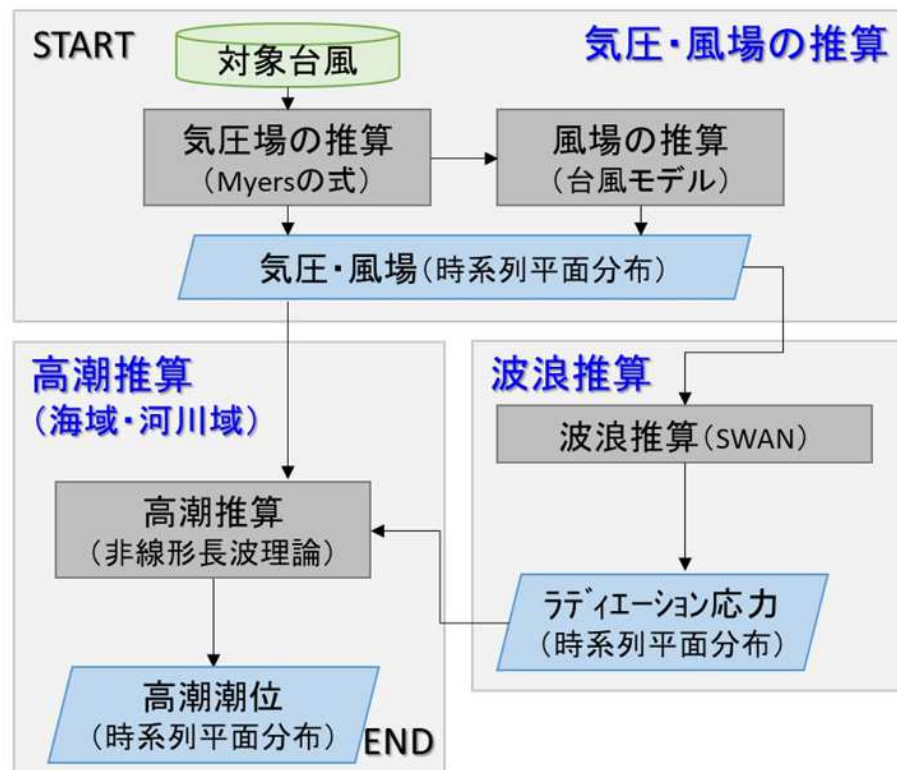 START
対象台風
気圧・風場の推算
気圧場の推算
（Myersの式）
風場の推算
（台風モデル）
気圧・風場（時系列平面分布）
高潮推算
（海域・河川域）
高潮推算
（非線形長波理論）
高潮潮位
（時系列平面分布）
END
波浪推算
波浪推算（SWAN）
ﾗﾃﾞｨｴｰｼｮﾝ応力
（時系列平面分布）